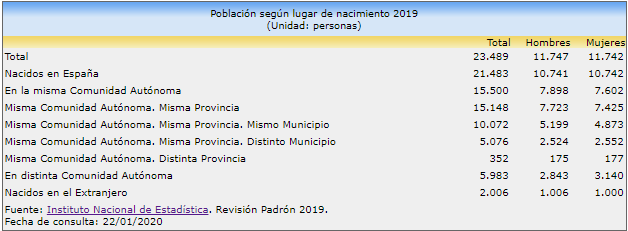 Población según lugar de nacimiento 2019
(Unidad: personas)
Total Hombres Mujeres
Total 23.489 11.747 11.742
Nacidos en España 21.483 10.741 10.742
En la misma Comunidad Autónoma 15.500 7.898 7.602
Misma Comunidad Autónoma. Misma Provincia 15.148 7.723 7.425
Misma Comunidad Autónoma. Misma Provincia. Mismo Municipio 10.072 5.199 4.873
Misma Comunidad Autónoma. Misma Provincia. Distinto Municipio 5.076 2.524 2.552
Misma Comunidad Autónoma. Distinta Provincia 352 175 177
En distinta Comunidad Autónoma 5.983 2.843 3.140
Nacidos en el Extranjero 2.006 1.006 1.000
Fuente: Instituto Nacional de Estadística. Revisión Padrón 2019.
Fecha de consulta: 22/01/2020